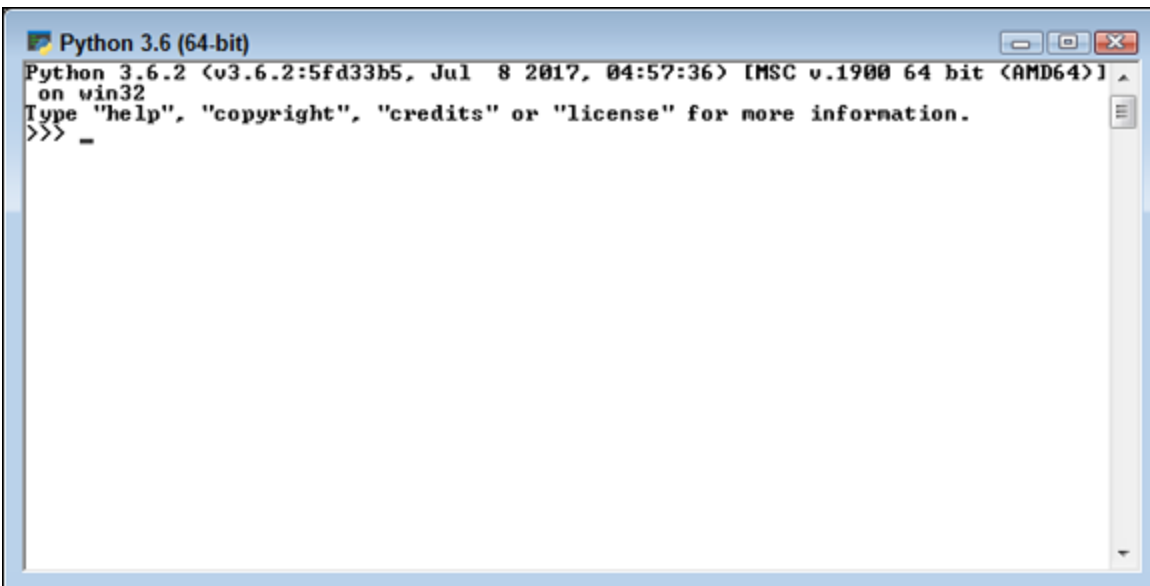 Python 3.6 (64-bit)
Python 3.6.2 (v3.6.2:5fd33b5, Jul  8 2017, 04:57:36) [MSC v.1900 64 bit (AMD64)]
 on win32
Type "help", "copyright", "credits" or "license" for more information.
>>> _